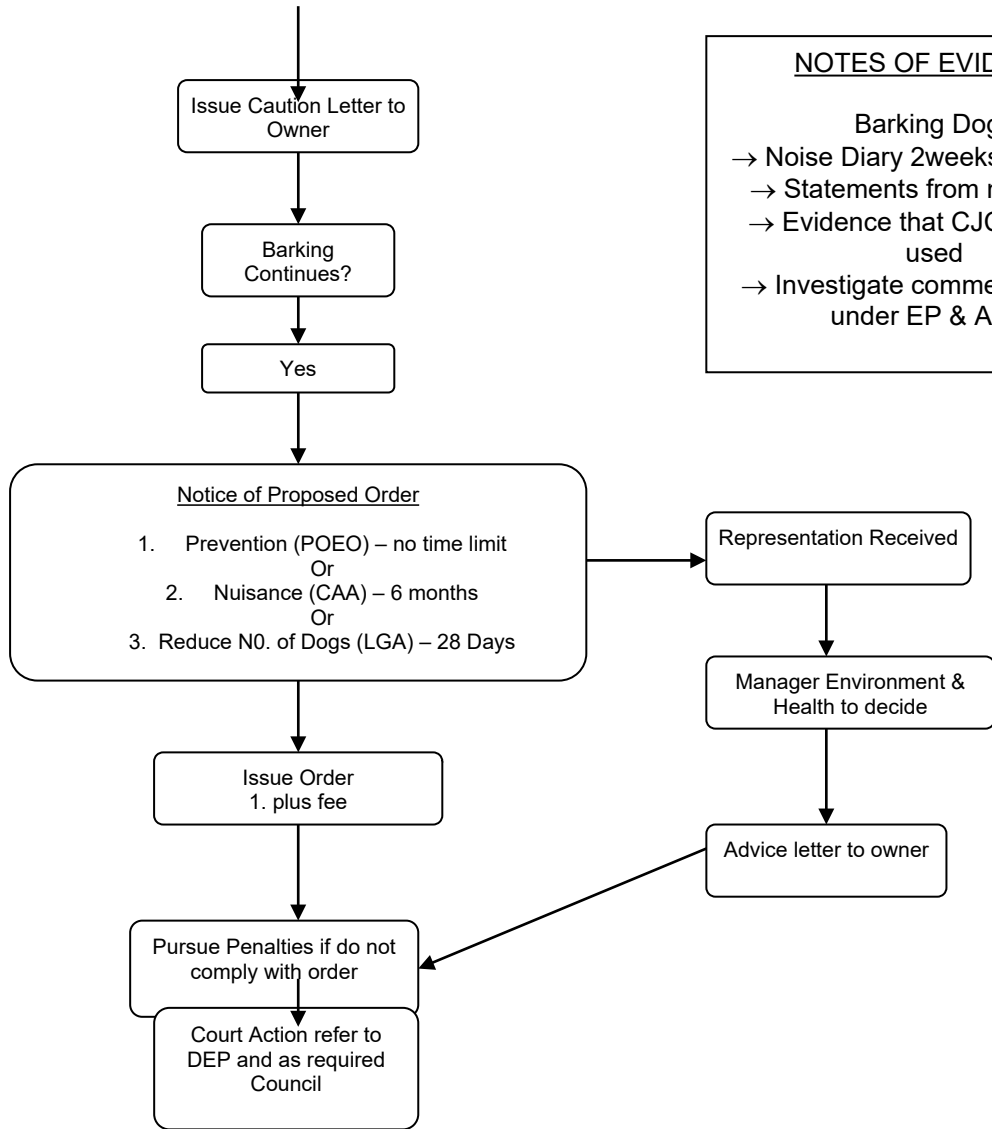 Issue Caution Letter to
Owner
NOTES OF
Barking
→ Noise Diary 2weeks
→ Statements from
→ Evidence that
used
→ Investigate
under EP &
Barking
Continues?
Yes
Notice of Proposed Order
1. Prevention (POEO) – no time limit
Or
2. Nuisance (CAA) – 6 months
Or
3. Reduce N0. of Dogs (LGA) – 28 Days
Representation Received
Manager Environment &
Health to decide
Issue Order
1. plus fee
Advice letter to owner
Pursue Penalties if do not
comply with order
Court Action refer to
DEP and as required
Council